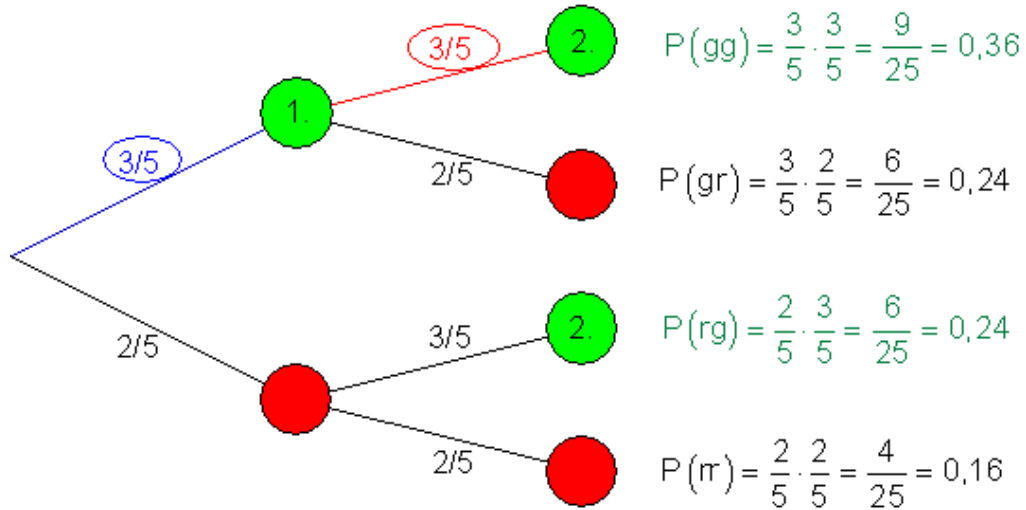 3/5
2.
P(gg) = 3/5 · 3/5 = 9/25 = 0,36
1.
3/5
2/5
P(gr) = 3/5 · 2/5 = 6/25 = 0,24
2/5
3/5
2.
P(rg) = 2/5 · 3/5 = 6/25 = 0,24
2/5
P(rr) = 2/5 · 2/5 = 4/25 = 0,16